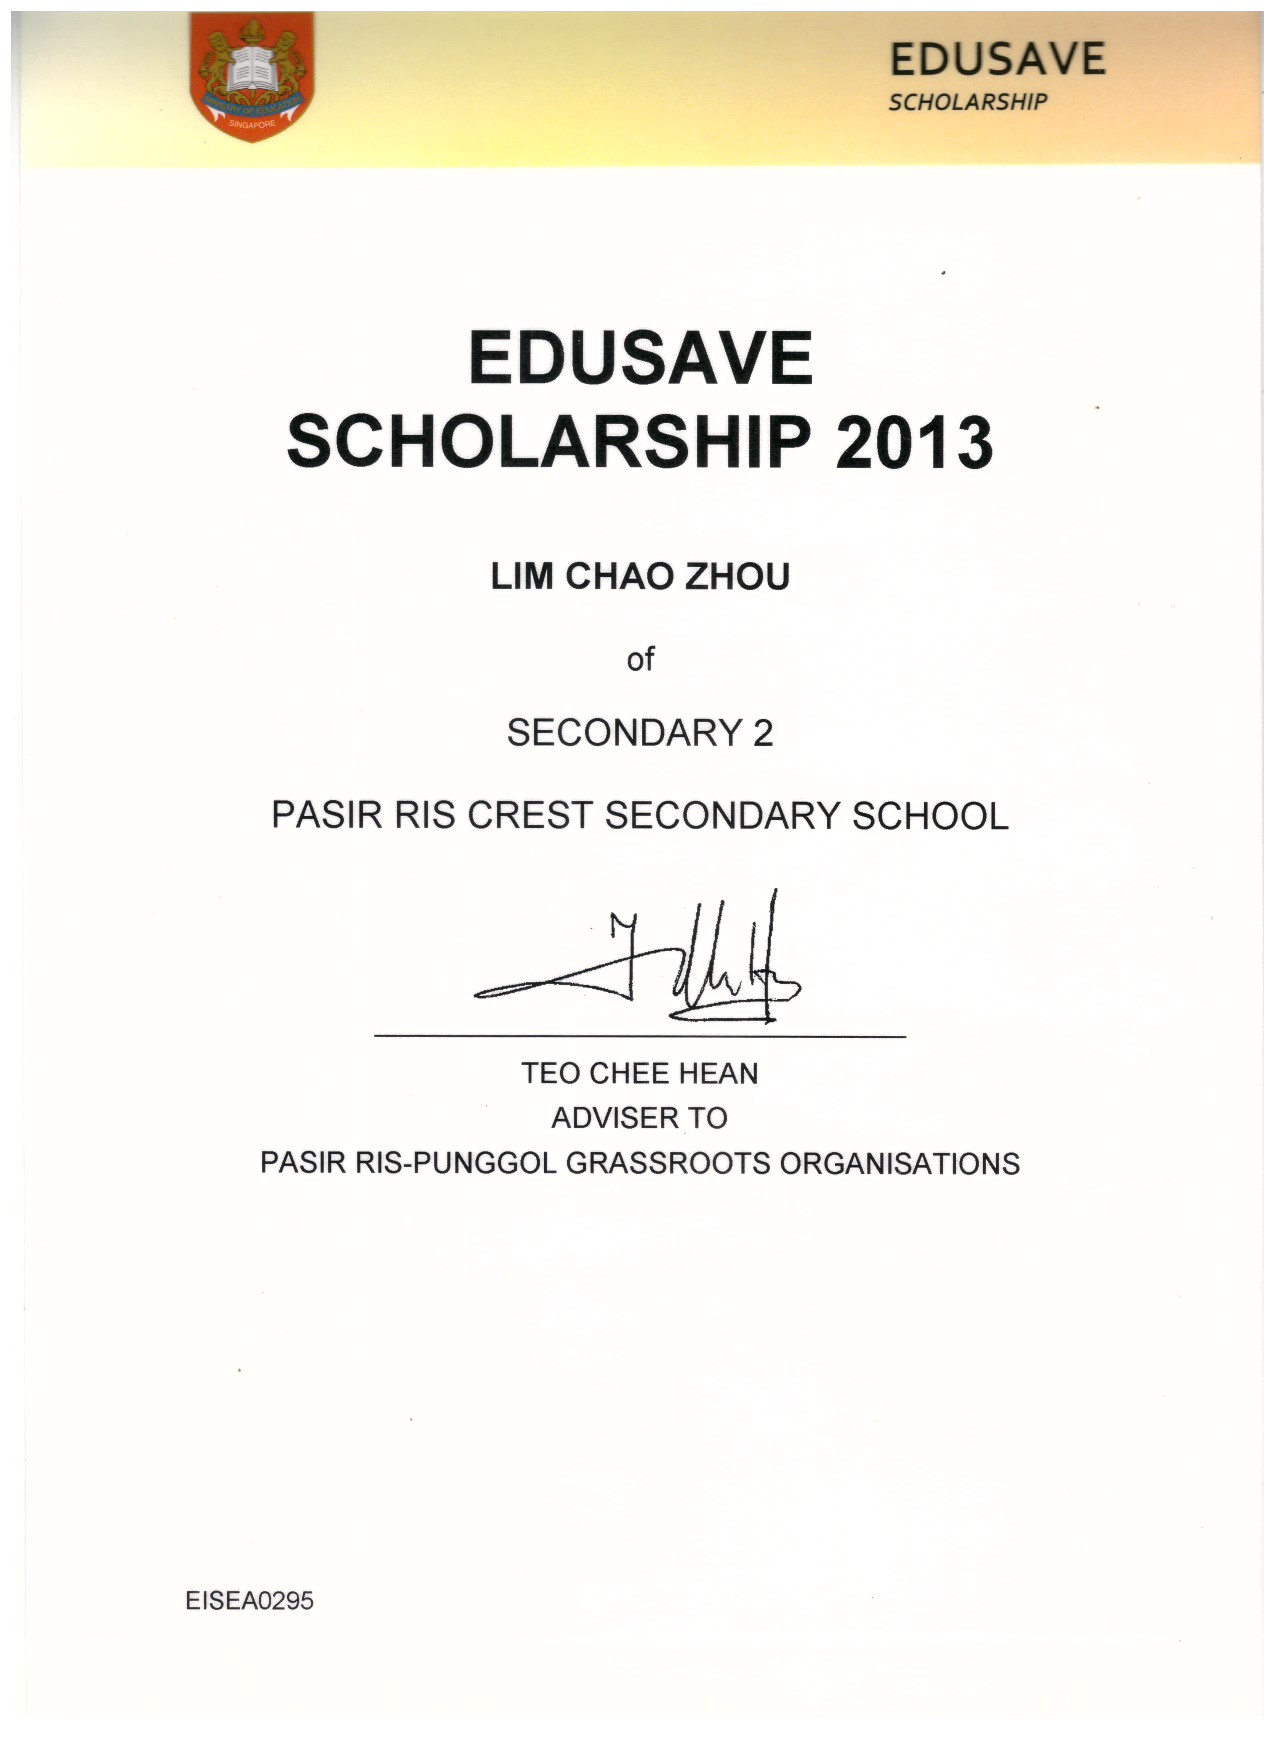 MINISTRY OF EDUCATION
SINGAPORE
EDUSAVE
SCHOLARSHIP
EDUSAVE
SCHOLARSHIP 2013
LIM CHAO ZHOU
of
SECONDARY 2
PASIR RIS CREST SECONDARY SCHOOL
TEO CHEE HEAN
ADVISER TO
PASIR RIS-PUNGGOL GRASSROOTS ORGANISATIONS
EISEA0295